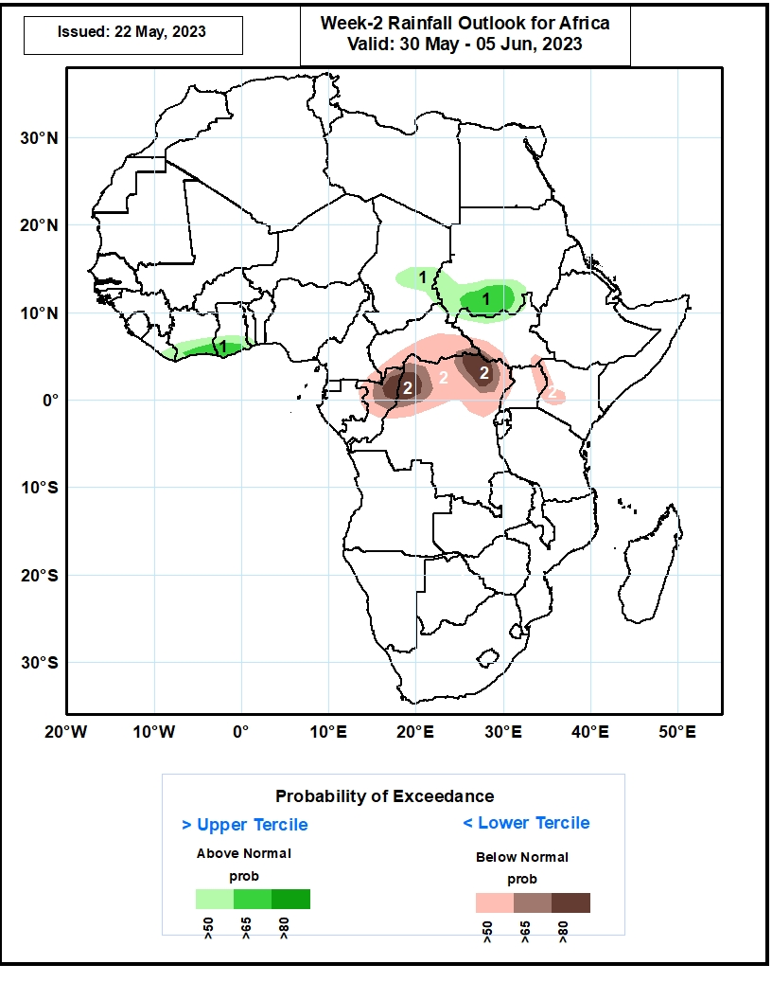 Issued: 22 May, 2023
Week-2 Rainfall Outlook for Africa
Valid: 30 May - 05 Jun, 2023
30°N
20°N
10°N
0°
10°S
20°S
30°S
1
1
1
2
2
2
2
20°W 10°W 0° 10°E 20°E 30°E 40°E 50°E
Probability of Exceedance
> Upper Tercile
< Lower Tercile
Above Normal
Below Normal
prob
prob
>50 >65 >80
>50 >65 >80